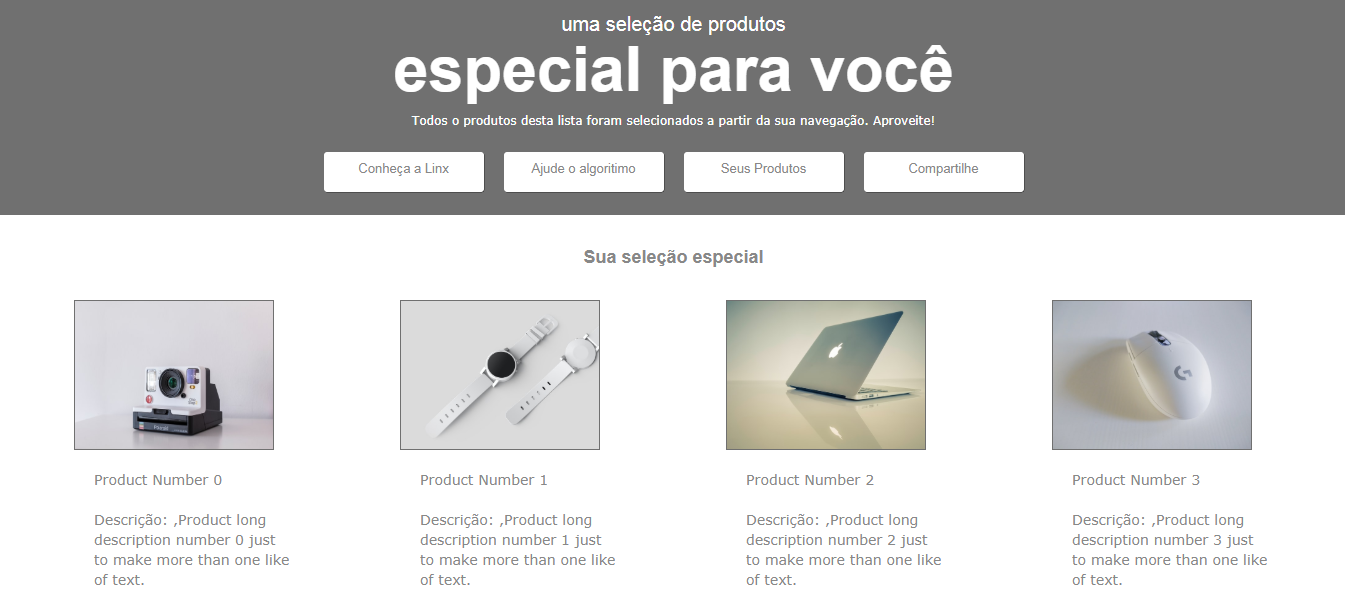 uma seleção de produtos
especial para você
Todos o produtos desta lista foram selecionados a partir da sua navegação. Aproveite!
Conheça a Linx
Ajude o algoritimo
Seus Produtos
Compartilhe
Sua seleção especial
Product Number 0
Descrição: ,Product long
description number 0 just
to make more than one like
of text.
Product Number 1
Descrição: ,Product long
description number 1 just
to make more than one like
of text.
Product Number 2
Descrição: ,Product long
description number 2 just
to make more than one like
of text.
Product Number 3
Descrição: ,Product long
description number 3 just
to make more than one like
of text.